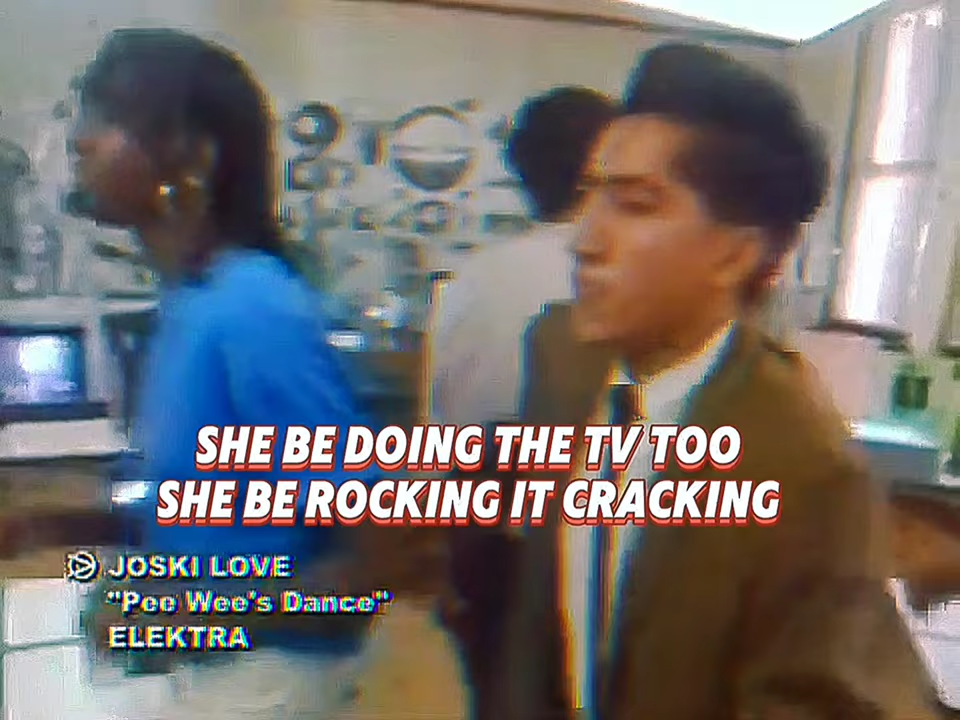 SHE BE DOING THE TV TOO
SHE BE ROCKING IT CRACKING
JOSKI LOVE
"Pee Wee's Dance"
ELEKTRA